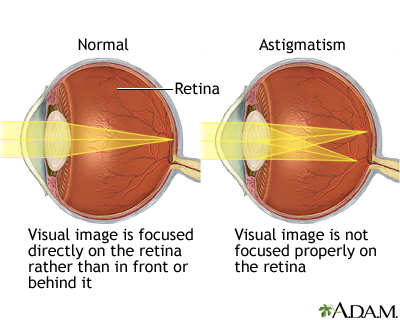 Normal
Astigmatism
Retina
Visual image is focused
directly on the retina
rather than in front or
behind it
Visual image is not
focused properly on
the retina
ADAM.